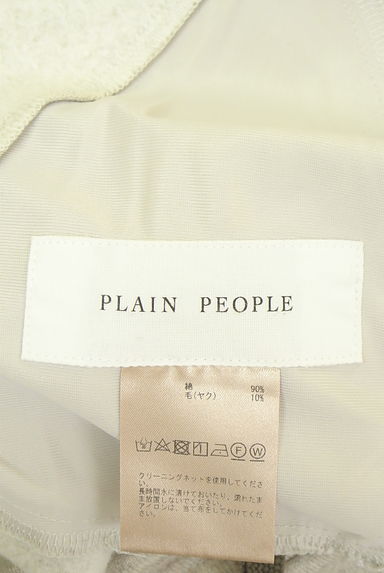 PLAIN PEOPLE
綿 90%
毛(ヤク) 10%
クリーニングネットを使用してくださ
い。
長時間水に漬けておいたり、濡れたま
ま放置しないでください。
アイロンは、当て布をしてかけてくだ
さい。